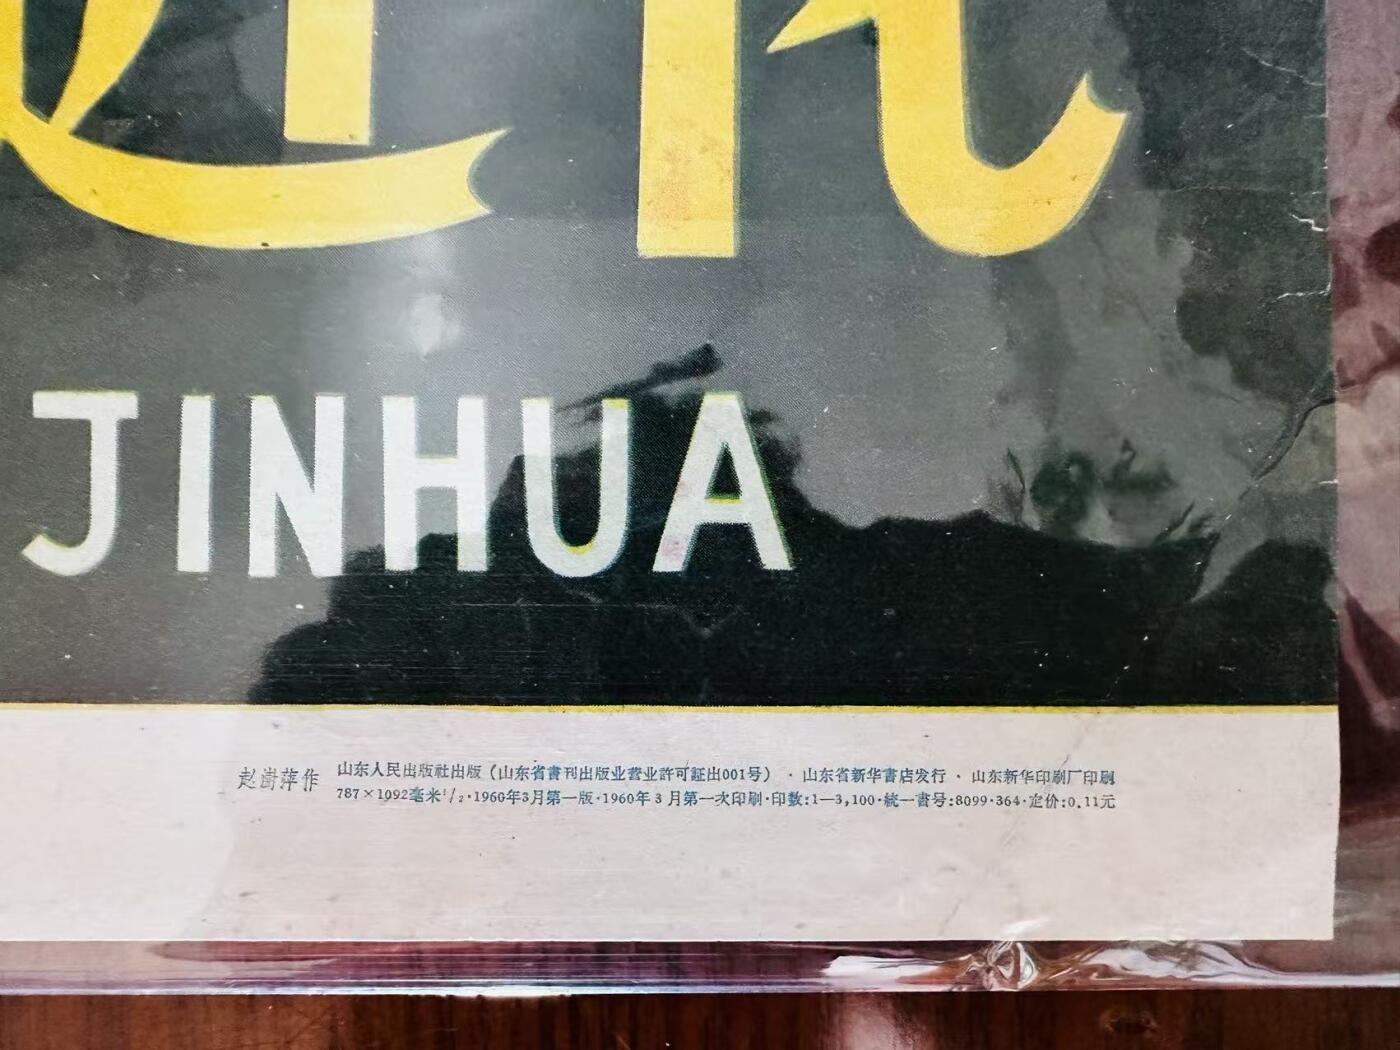 JINHUA
赵澍萍作
山东人民出版社出版（山东省書刊出版业营业許可証出001号）·山东省新华書店发行·山东新华印刷厂印刷
787×1092毫米1/2·1960年3月第一版·1960年3月第一次印刷·印数:1—3,100·統一書号:8099·364·定价:0.11元